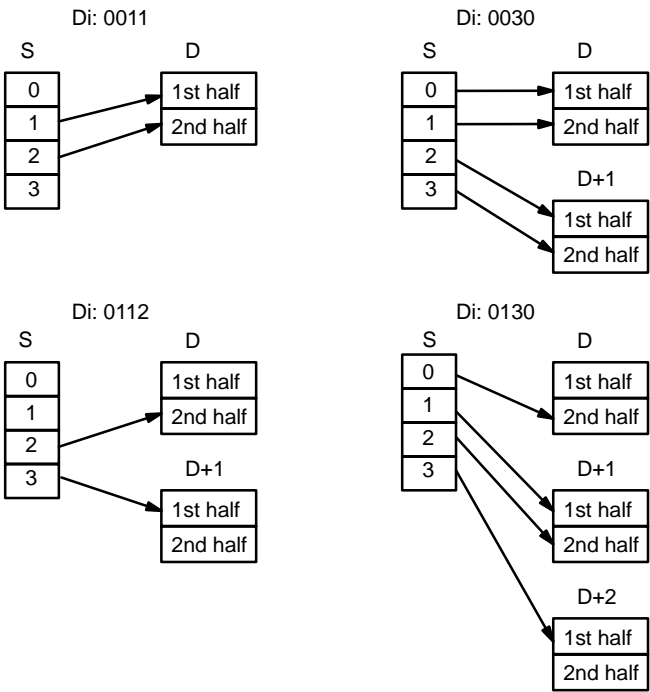 Di: 0011
S D
0
1
2
3
1st half
2nd half
Di: 0030
S D
0
1
2
3
1st half
2nd half
D+1
1st half
2nd half
Di: 0112
S D
0
1
2
3
1st half
2nd half
D+1
1st half
2nd half
Di: 0130
S D
0
1
2
3
1st half
2nd half
D+1
1st half
2nd half
D+2
1st half
2nd half